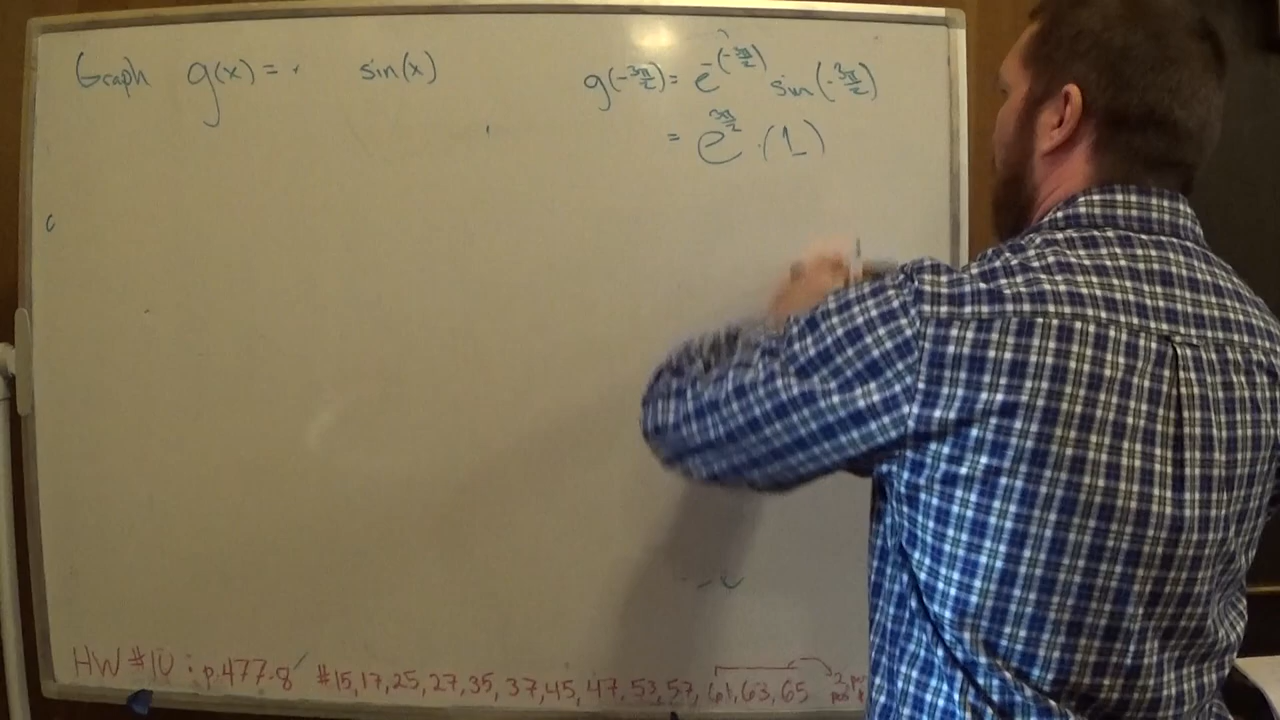 Graph g(x) = sin(x)
g(-3π/2) = e^-(-3π/2) sin(-3π/2)
= e^3π/2 · (1)
HW #10 : p.477-8 #15,17,25,27,35,37,45,47,53,57,61,63,65